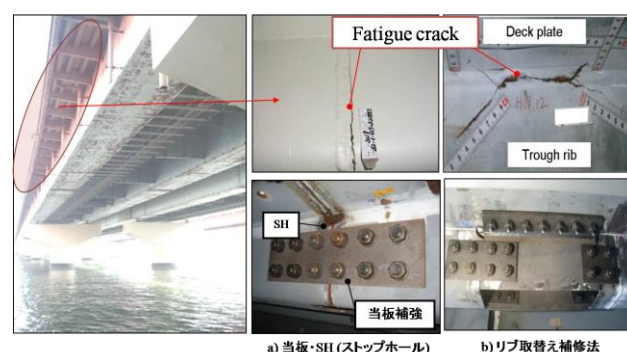 Fatigue crack
Deck plate
Trough rib
SH
当板補強
a) 当板・SH (ストップホール)
b) リブ取替え補修法